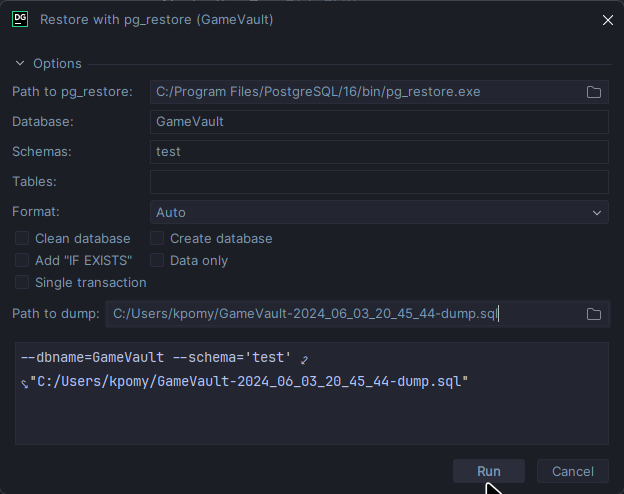 DG
Restore with pg_restore (GameVault)
Options
Path to pg_restore: C:/Program Files/PostgreSQL/16/bin/pg_restore.exe
Database: GameVault
Schemas: test
Tables:
Format: Auto
Clean database Create database
Add "IF EXISTS" Data only
Single transaction
Path to dump: C:/Users/kpomy/GameVault-2024_06_03_20_45_44-dump.sql
--dbname=GameVault --schema='test'
"C:/Users/kpomy/GameVault-2024_06_03_20_45_44-dump.sql"
Run Cancel